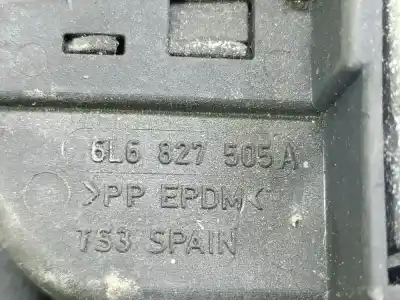 6L6 827 505 A
>PP EPDM<
TS3 SPAIN